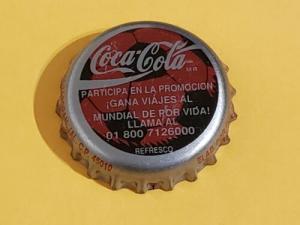 Coca-Cola
M.R.
PARTICIPA EN LA PROMOCION
¡GANA VIAJES AL
MUNDIAL DE POR VIDA!
LLAMA AL
01 800 7126000
REFRESCO
C.P. 45010